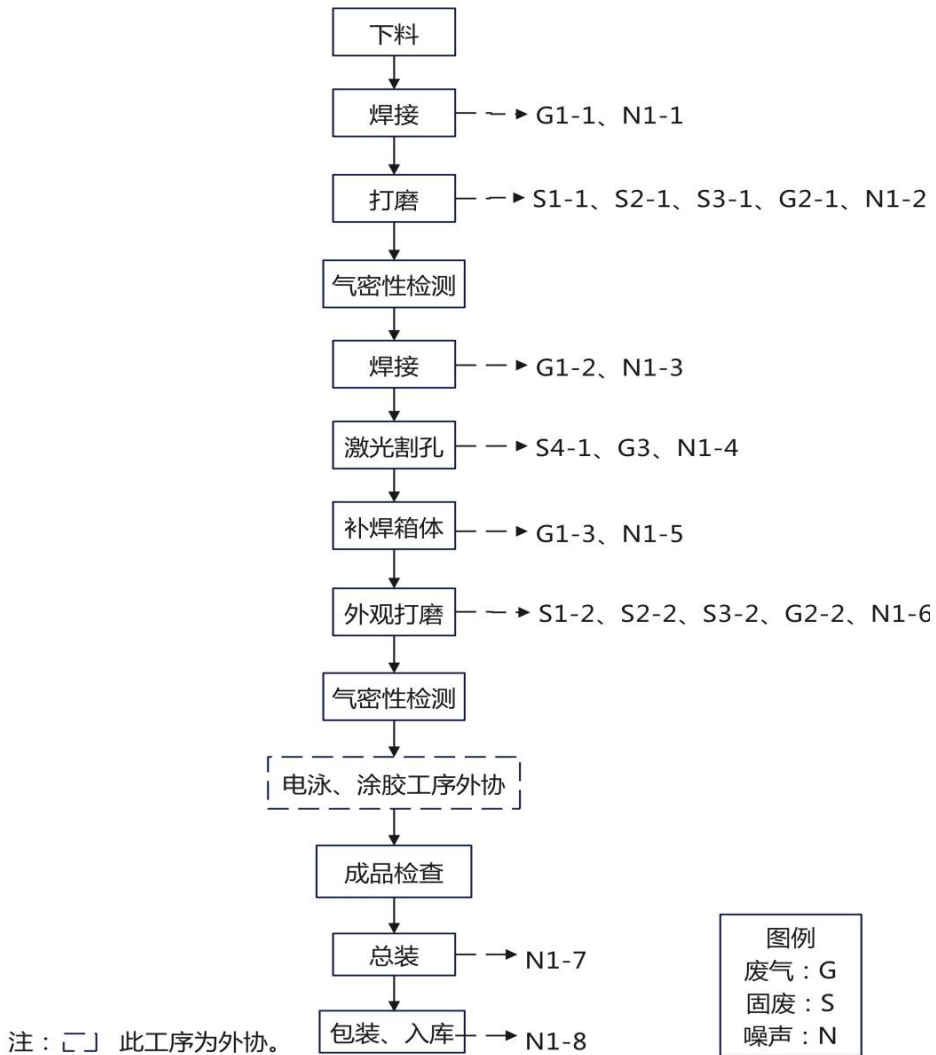 下料
焊接
G1-1、N1-1
打磨
S1-1、S2-1、S3-1、G2-1、N1-2
气密性检测
焊接
G1-2、N1-3
激光割孔
S4-1、G3、N1-4
补焊箱体
G1-3、N1-5
外观打磨
S1-2、S2-2、S3-2、G2-2、N1-6
气密性检测
电泳、涂胶工序外协
成品检查
总装
N1-7
包装、入库
N1-8
图例
废气：G
固废：S
噪声：N
注： 此工序为外协。